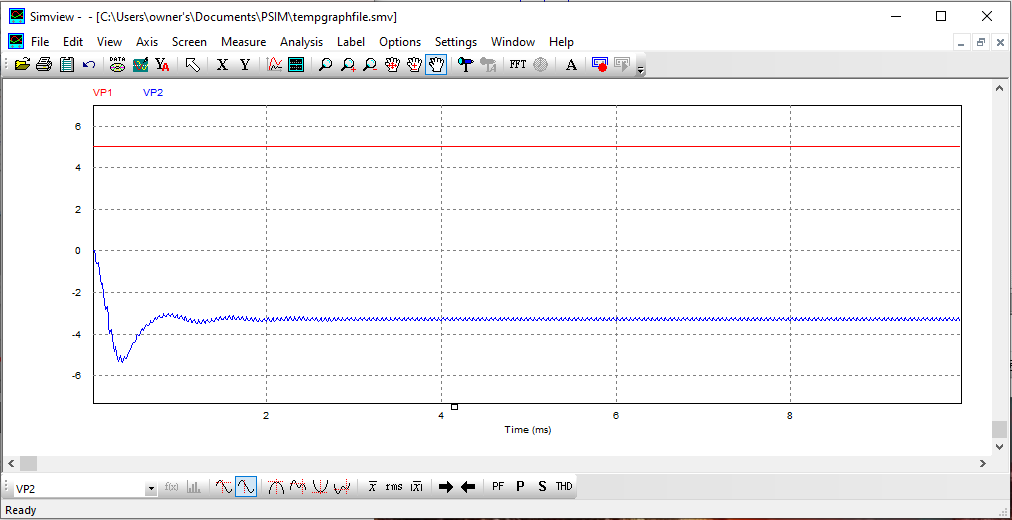 Simview - - [C:\Users\owner's\Documents\PSIM\tempgraphfile.smv]
File Edit View Axis Screen Measure Analysis Label Options Settings Window Help
DATA YA X Y FFT A
VP1 VP2
6
4
2
0
-2
-4
-6
2 4 6 8
Time (ms)
VP2 f(x) x rms |x| PF P S THD
Ready